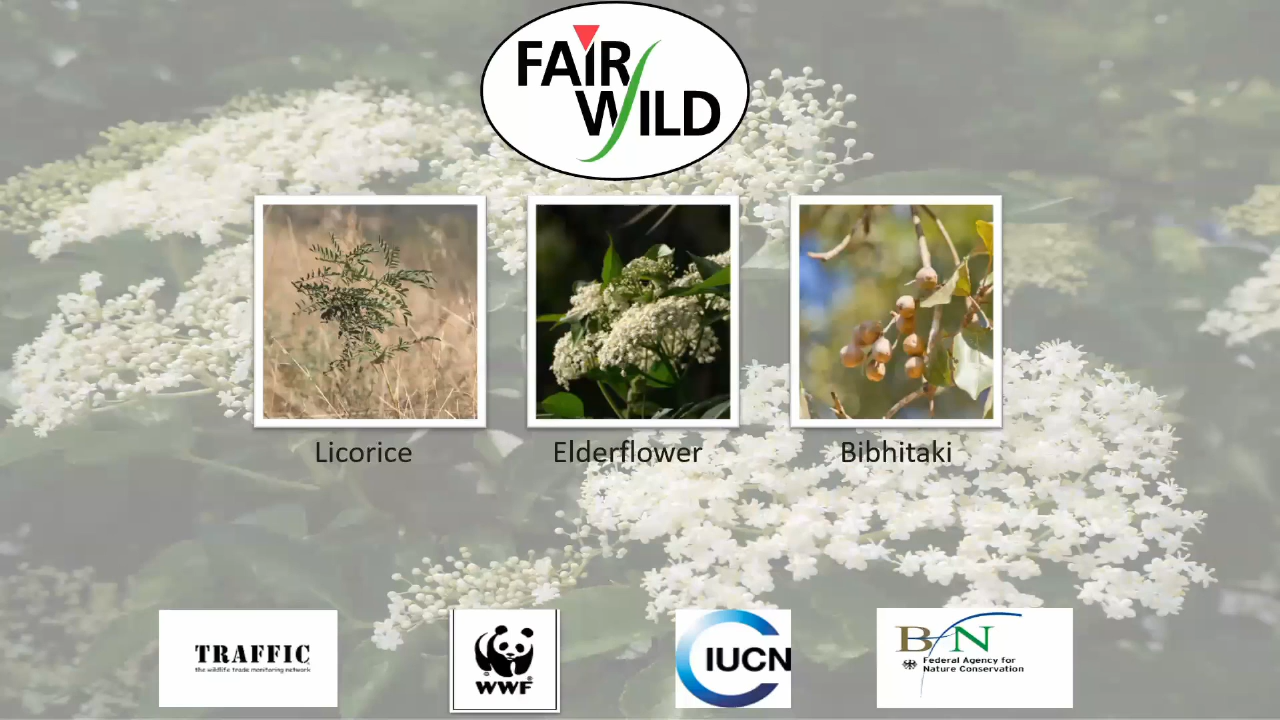 FAIR
WILD
Licorice
Elderflower
Bibhitaki
TRAFFIC
the wildlife trade monitoring network
WWF
IUCN
BfN
Federal Agency for
Nature Conservation